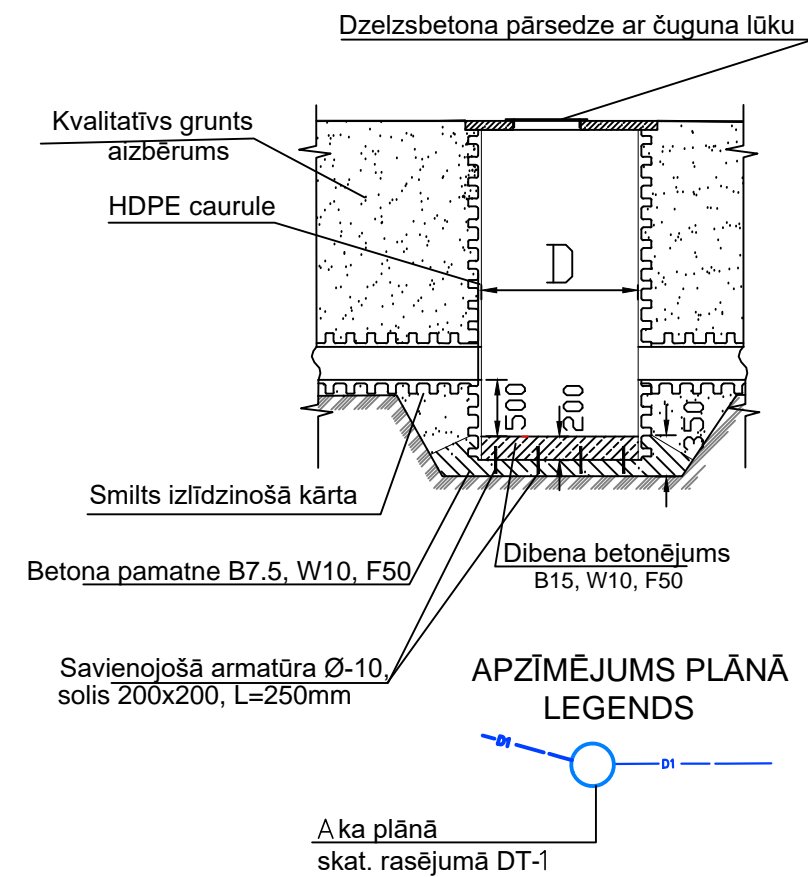 Dzelzsbetona pārsedze ar čuguna lūku
Kvalitatīvs grunts
aizbērums
HDPE caurule
D
500
200
350
Smilts izlīdzinošā kārta
Betona pamatne B7.5, W10, F50
Dibena betonējums
B15, W10, F50
Savienojošā armatūra Ø-10,
solis 200x200, L=250mm
APZĪMĒJUMS PLĀNĀ
LEGENDS
D1
D1
Aka plānā
skat. rasējumā DT-1